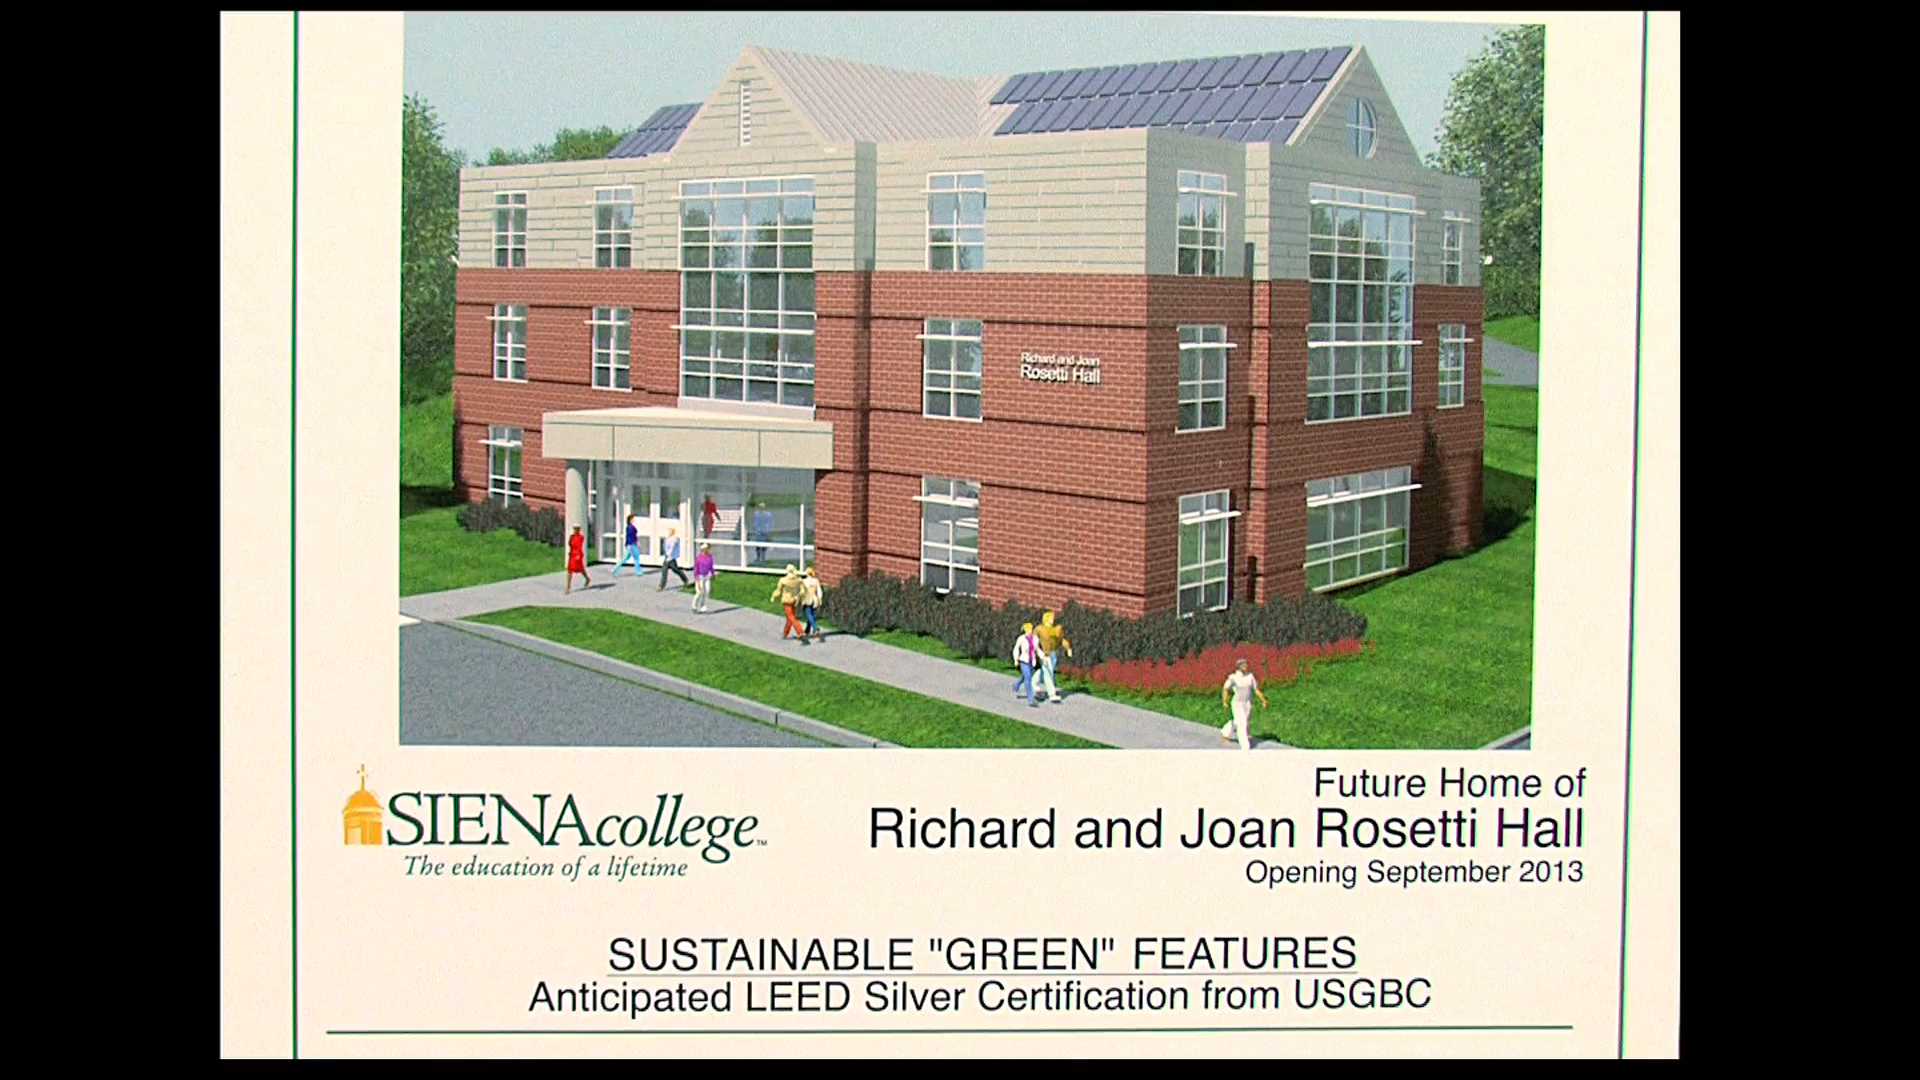 Richard and Joan
Rosetti Hall
SIENAcollege™
The education of a lifetime
Future Home of
Richard and Joan Rosetti Hall
Opening September 2013
SUSTAINABLE "GREEN" FEATURES
Anticipated LEED Silver Certification from USGBC